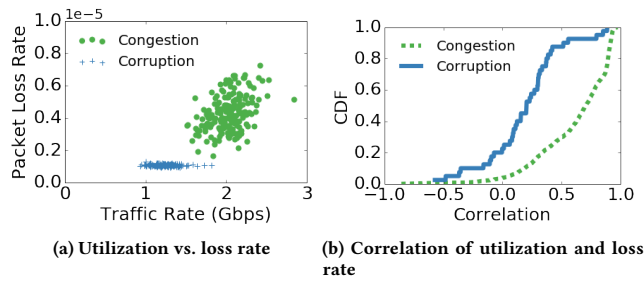 1e−5
1.0
0.8
0.6
0.4
0.2
0.0
Packet Loss Rate
Congestion
Corruption
0 1 2 3
Traffic Rate (Gbps)
(a) Utilization vs. loss rate
1.0
0.8
0.6
0.4
0.2
0.0
CDF
Congestion
Corruption
−1.0 −0.5 0.0 0.5 1.0
Correlation
(b) Correlation of utilization and loss
rate